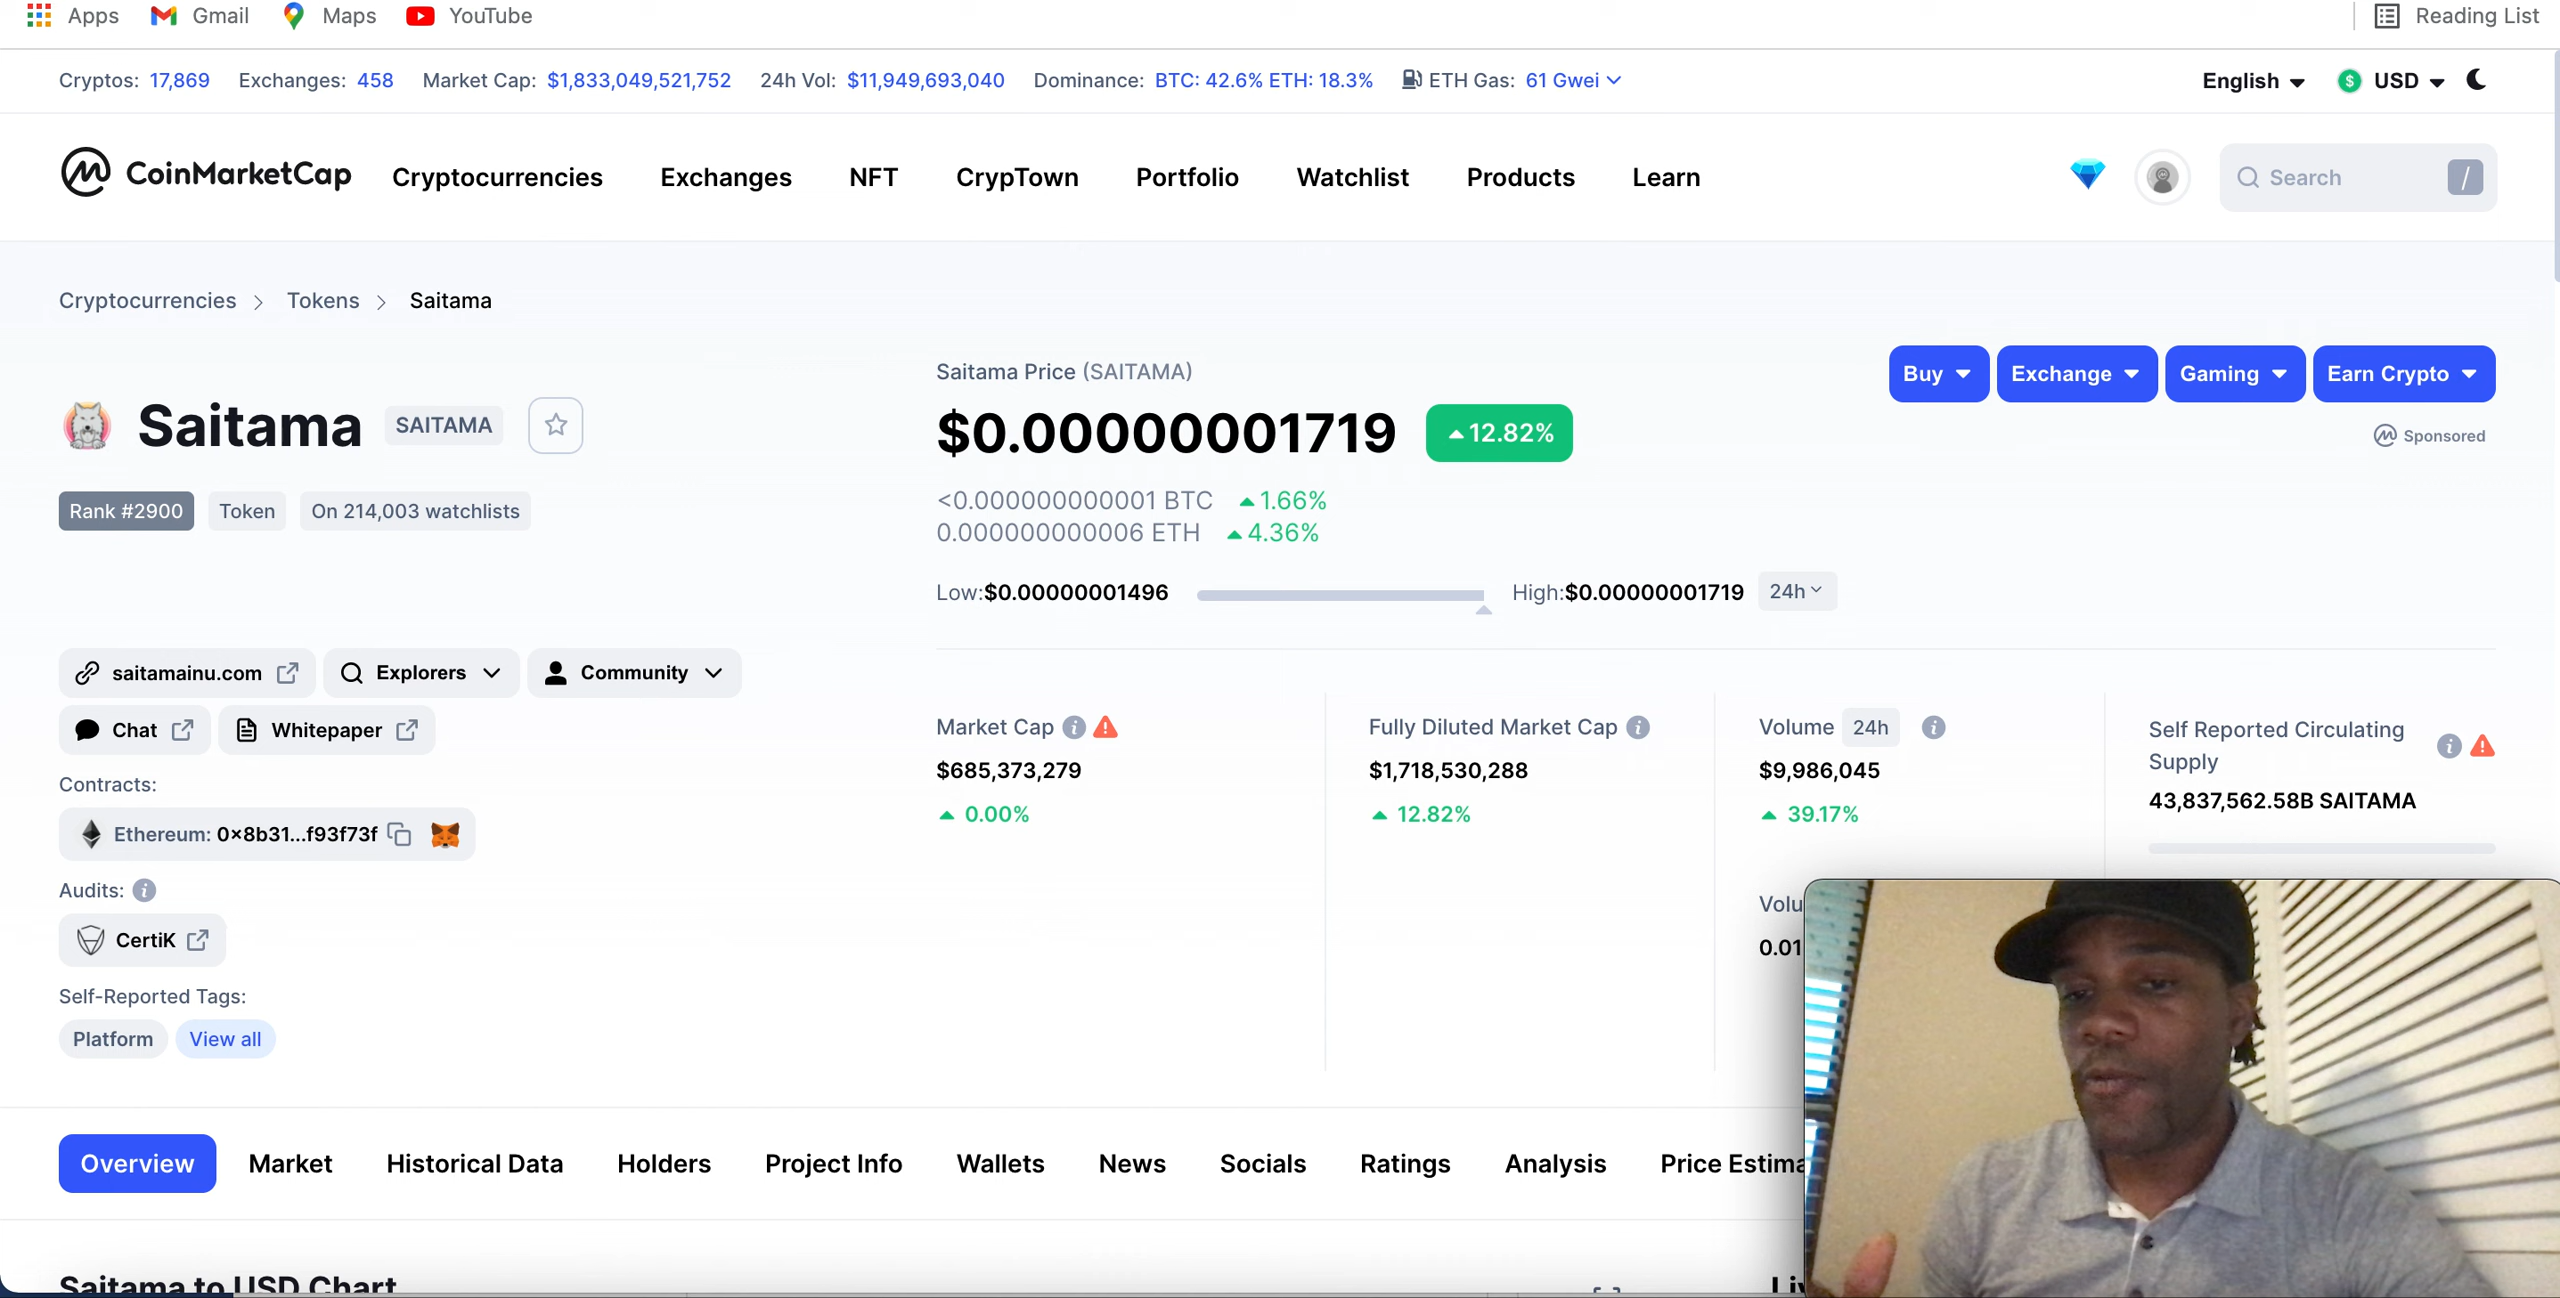 Apps Gmail Maps YouTube Reading List
Cryptos: 17,869 Exchanges: 458 Market Cap: $1,833,049,521,752 24h Vol: $11,949,693,040 Dominance: BTC: 42.6% ETH: 18.3% ETH Gas: 61 Gwei English USD
CoinMarketCap Cryptocurrencies Exchanges NFT CrypTown Portfolio Watchlist Products Learn Search /
Cryptocurrencies > Tokens > Saitama
Saitama SAITAMA
Rank #2900 Token On 214,003 watchlists
saitamainu.com Explorers Community
Chat Whitepaper
Contracts:
Ethereum: 0x8b31...f93f73f
Audits:
CertiK
Self-Reported Tags:
Platform View all
Saitama Price (SAITAMA)
$0.00000001719 12.82%
<0.000000000001 BTC 1.66%
0.000000000006 ETH 4.36%
Low:$0.00000001496 High:$0.00000001719 24h
Buy Exchange Gaming Earn Crypto
Sponsored
Market Cap
$685,373,279
0.00%
Fully Diluted Market Cap
$1,718,530,288
12.82%
Volume 24h
$9,986,045
39.17%
Self Reported Circulating
Supply
43,837,562.58B SAITAMA
Overview Market Historical Data Holders Project Info Wallets News Socials Ratings Analysis Price
Saitama to USD Chart